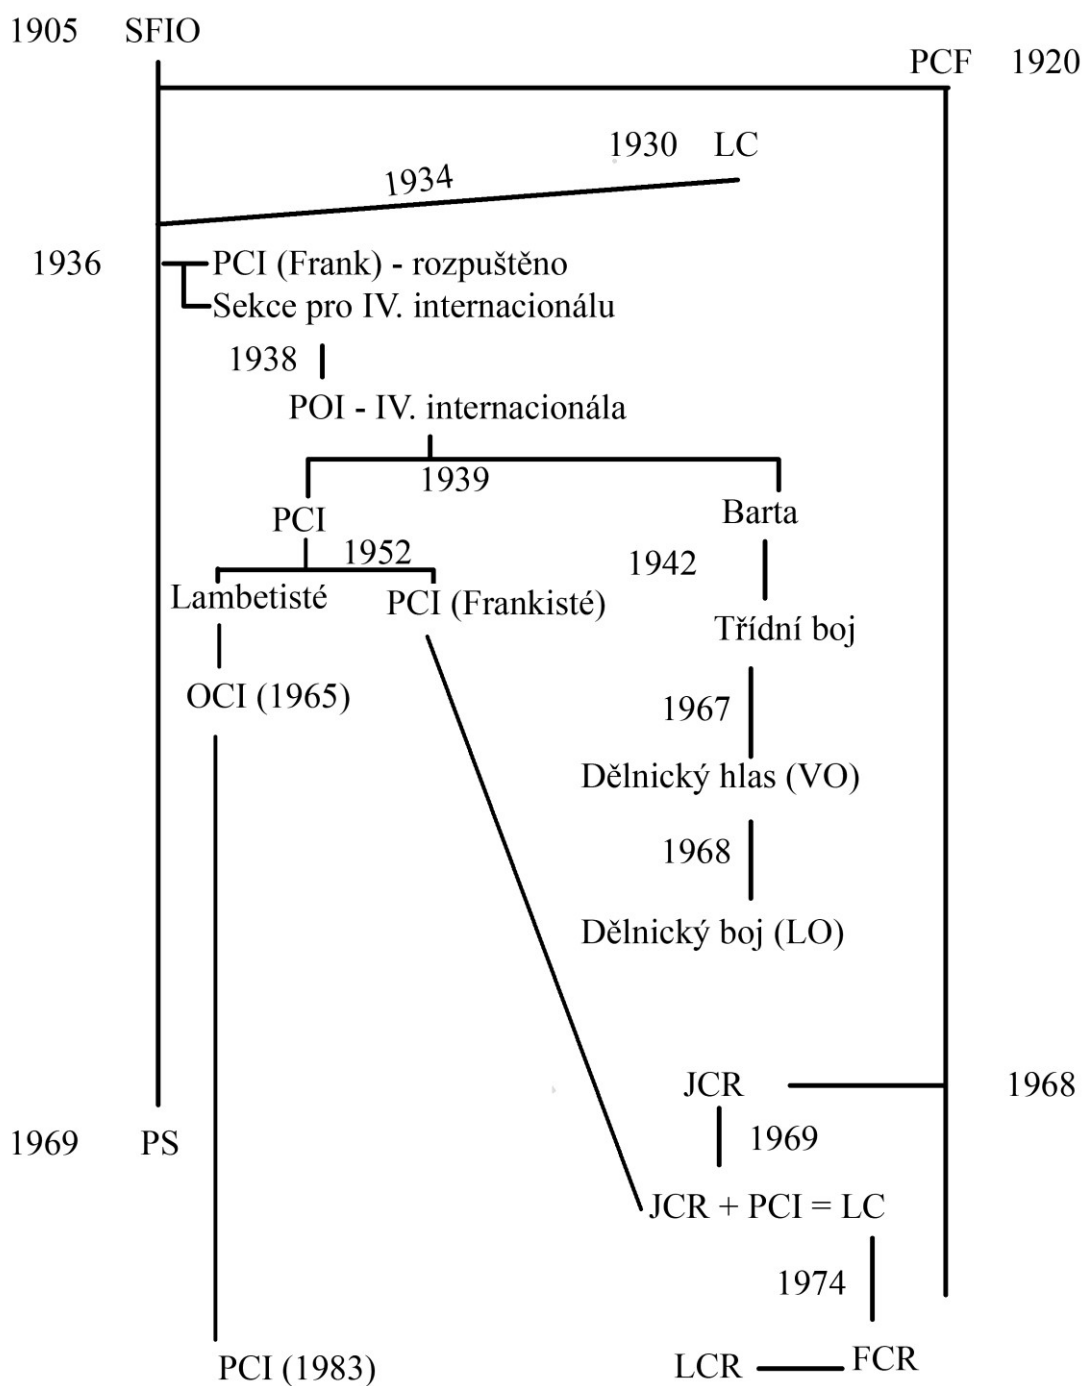 1905 SFIO
PCF 1920
1930 LC
1934
1936 PCI (Frank) - rozpuštěno
Sekce pro IV. internacionálu
1938
POI - IV. internacionála
1939
PCI
Barta
1952
1942
Lambetisté
PCI (Frankisté)
Třídní boj
OCI (1965)
1967
Dělnický hlas (VO)
1968
Dělnický boj (LO)
JCR
1968
1969 PS
1969
JCR + PCI = LC
1974
PCI (1983)
LCR
FCR